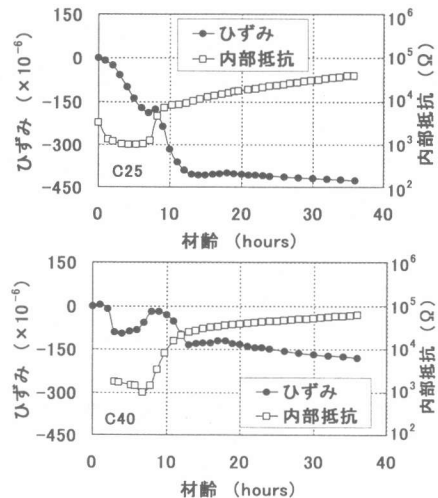 150
0
−150
−300
−450
ひずみ (×10⁻⁶)
ひずみ
内部抵抗
C25
10⁶
10⁵
10⁴
10³
10²
内部抵抗 (Ω)
0 10 20 30 40
材齢 (hours)
150
0
−150
−300
−450
ひずみ (×10⁻⁶)
ひずみ
内部抵抗
C40
10⁶
10⁵
10⁴
10³
10²
内部抵抗 (Ω)
0 10 20 30 40
材齢 (hours)